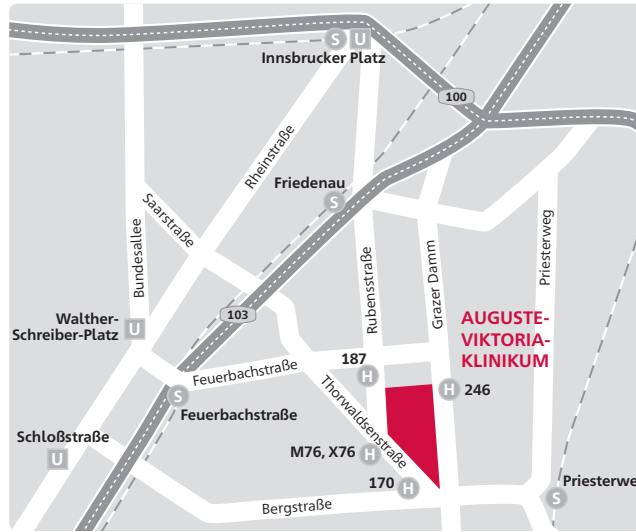 S U
Innsbrucker Platz
100
Rheinstraße
Friedenau
S
Saarstraße
Bundesallee
Priesterweg
Rubensstraße
Grazer Damm
103
Walther-
Schreiber-Platz
U
AUGUSTE-
VIKTORIA-
KLINIKUM
187
H
Feuerbachstraße
H 246
S
Feuerbachstraße
Thorwaldsenstraße
Schloßstraße
U
M76, X76
H
170
H
Bergstraße
Priesterwe
S